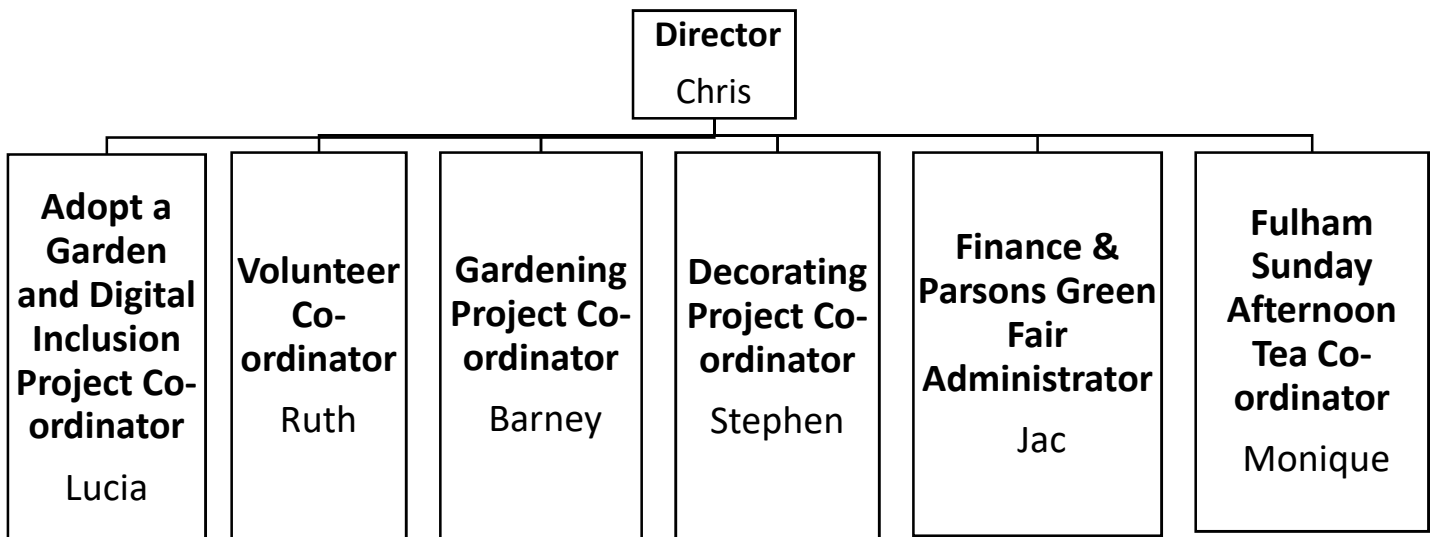 Director
Chris
Adopt a
Garden
and Digital
Inclusion
Project Co-
ordinator
Lucia
Volunteer
Co-
ordinator
Ruth
Gardening
Project Co-
ordinator
Barney
Decorating
Project Co-
ordinator
Stephen
Finance &
Parsons Green
Fair
Administrator
Jac
Fulham
Sunday
Afternoon
Tea Co-
ordinator
Monique